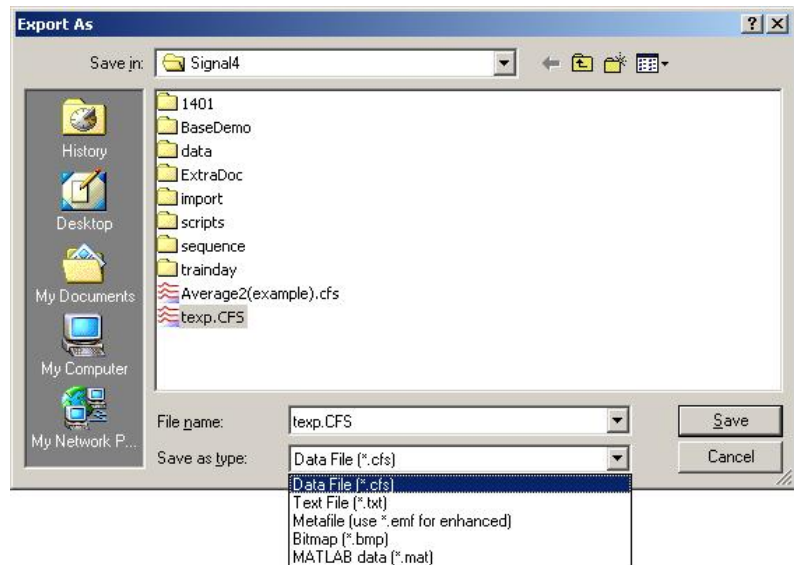 Export As
Save in:
Signal4
History
Desktop
My Documents
My Computer
My Network P...
1401
BaseDemo
data
ExtraDoc
import
scripts
sequence
trainday
Average2(example).cfs
texp.CFS
File name:
texp.CFS
Save
Save as type:
Data File (*.cfs)
Cancel
Data File (*.cfs)
Text File (*.txt)
Metafile (use *.emf for enhanced)
Bitmap (*.bmp)
MATLAB data (*.mat)